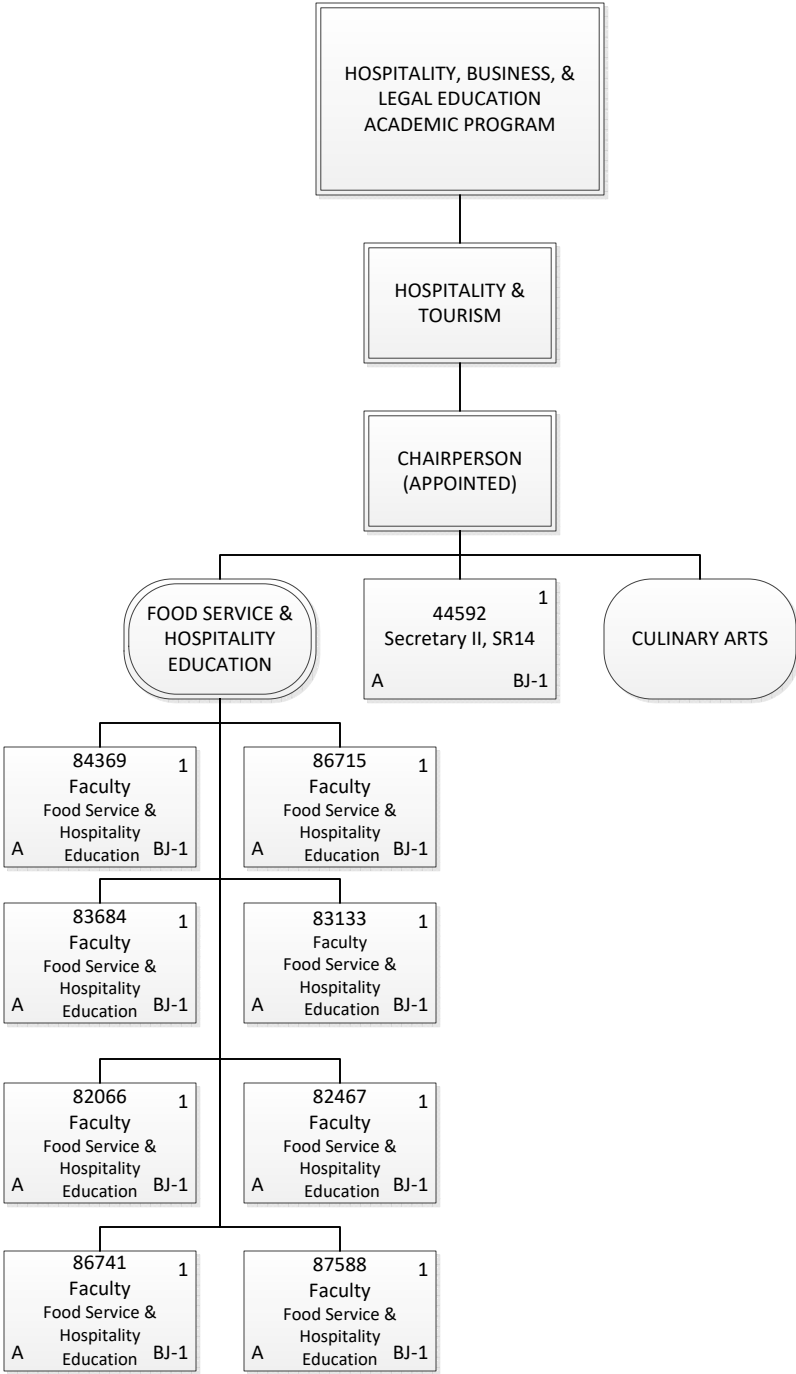 HOSPITALITY, BUSINESS, &
LEGAL EDUCATION
ACADEMIC PROGRAM
HOSPITALITY &
TOURISM
CHAIRPERSON
(APPOINTED)
FOOD SERVICE &
HOSPITALITY
EDUCATION
1
44592
Secretary II, SR14
A BJ-1
CULINARY ARTS
84369 1
Faculty
Food Service &
Hospitality
A Education BJ-1
86715 1
Faculty
Food Service &
Hospitality
A Education BJ-1
83684 1
Faculty
Food Service &
Hospitality
A Education BJ-1
83133 1
Faculty
Food Service &
Hospitality
A Education BJ-1
82066 1
Faculty
Food Service &
Hospitality
A Education BJ-1
82467 1
Faculty
Food Service &
Hospitality
A Education BJ-1
86741 1
Faculty
Food Service &
Hospitality
A Education BJ-1
87588 1
Faculty
Food Service &
Hospitality
A Education BJ-1